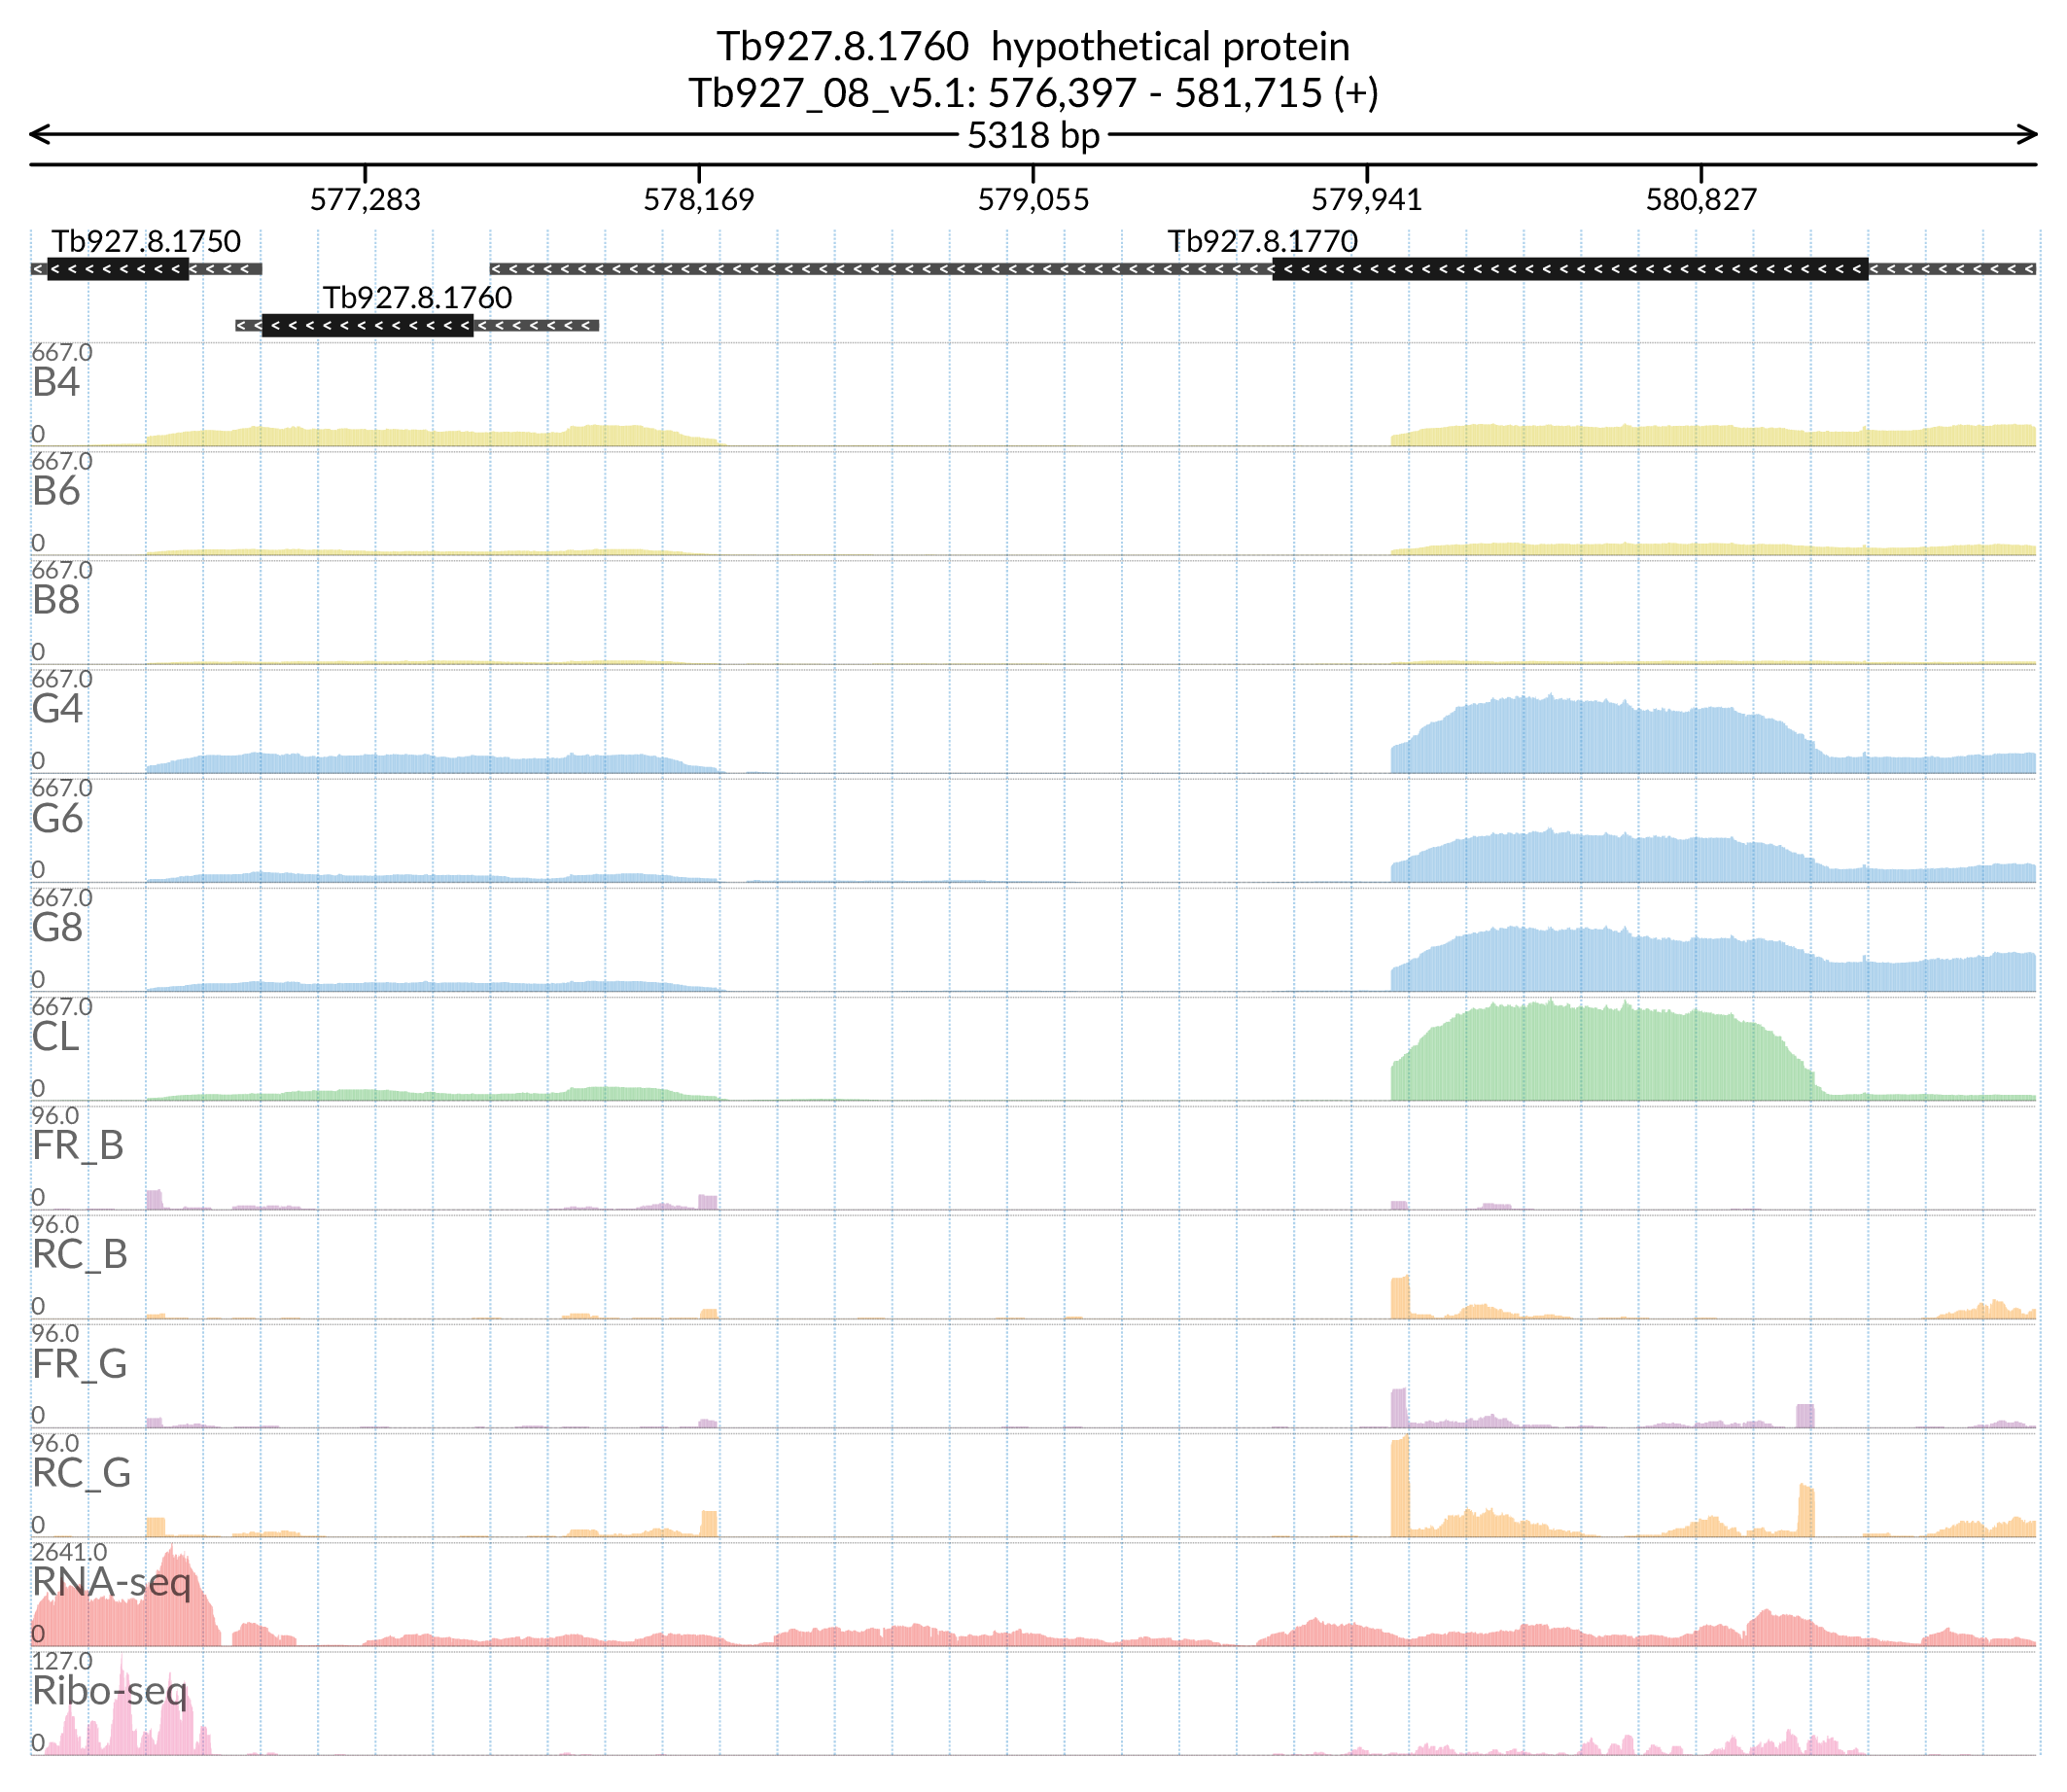 Tb927.8.1760  hypothetical protein
Tb927_08_v5.1: 576,397 - 581,715 (+)
5318 bp
577,283 578,169 579,055 579,941 580,827
Tb927.8.1750 Tb927.8.1770
Tb927.8.1760
667.0
B4
0
667.0
B6
0
667.0
B8
0
667.0
G4
0
667.0
G6
0
667.0
G8
0
667.0
CL
0
96.0
FR_B
0
96.0
RC_B
0
96.0
FR_G
0
96.0
RC_G
0
2641.0
RNA-seq
0
127.0
Ribo-seq
0